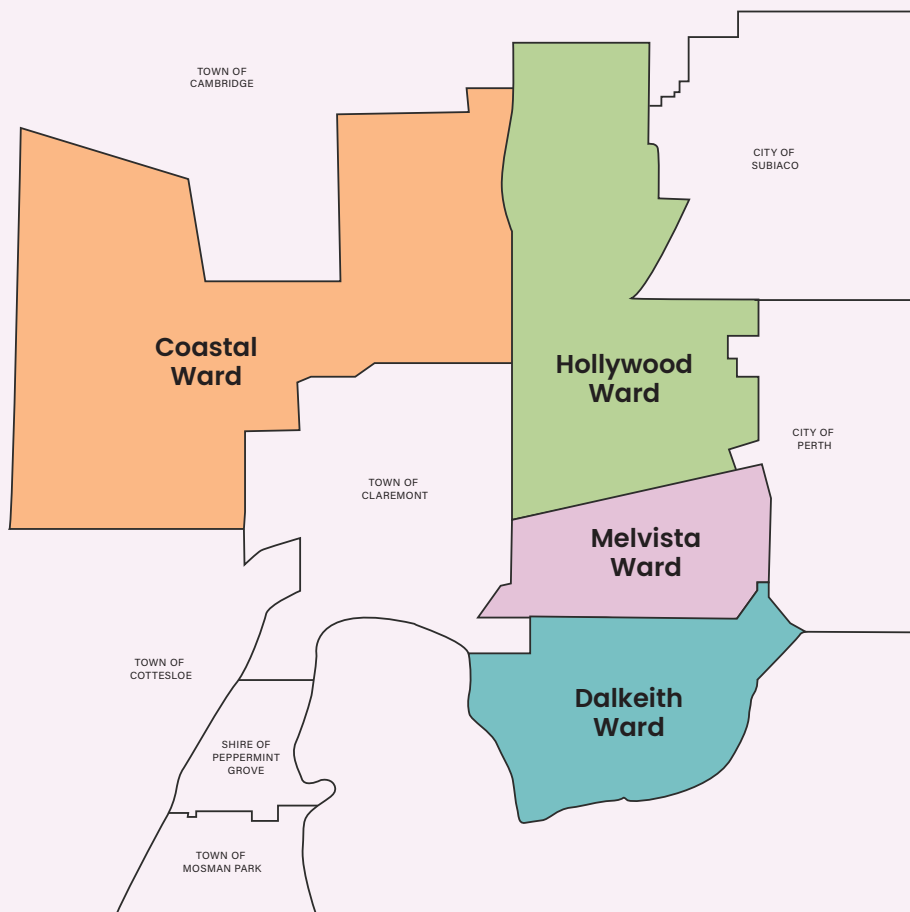 TOWN OF
CAMBRIDGE
CITY OF
SUBIACO
Coastal
Ward
Hollywood
Ward
CITY OF
PERTH
TOWN OF
CLAREMONT
Melvista
Ward
TOWN OF
COTTESLOE
Dalkeith
Ward
SHIRE OF
PEPPERMINT
GROVE
TOWN OF
MOSMAN PARK